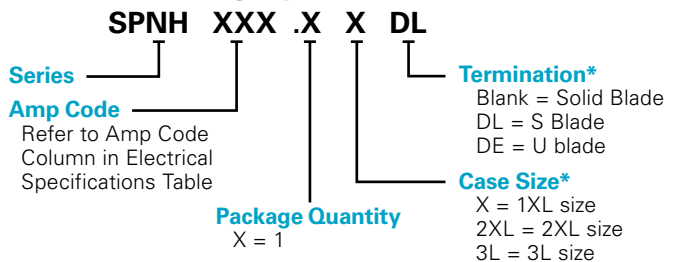 SPNH XXX .X X DL
Series
Amp Code
Refer to Amp Code
Column in Electrical
Specifications Table
Package Quantity
X = 1
Termination*
Blank = Solid Blade
DL = S Blade
DE = U blade
Case Size*
X = 1XL size
2XL = 2XL size
3L = 3L size